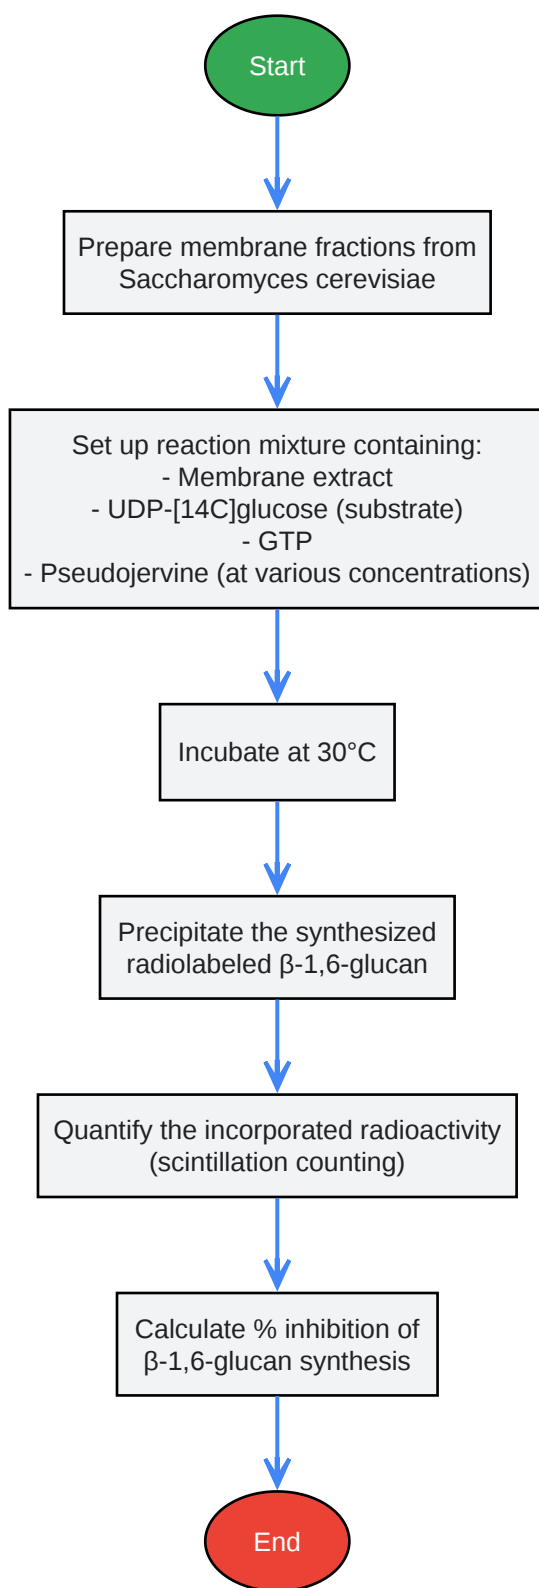 Start
Prepare membrane fractions from
Saccharomyces cerevisiae
Set up reaction mixture containing:
- Membrane extract
- UDP-[14C]glucose (substrate)
- GTP
- Pseudojervine (at various concentrations)
Incubate at 30°C
Precipitate the synthesized
radiolabeled β-1,6-glucan
Quantify the incorporated radioactivity
(scintillation counting)
Calculate % inhibition of
β-1,6-glucan synthesis
End